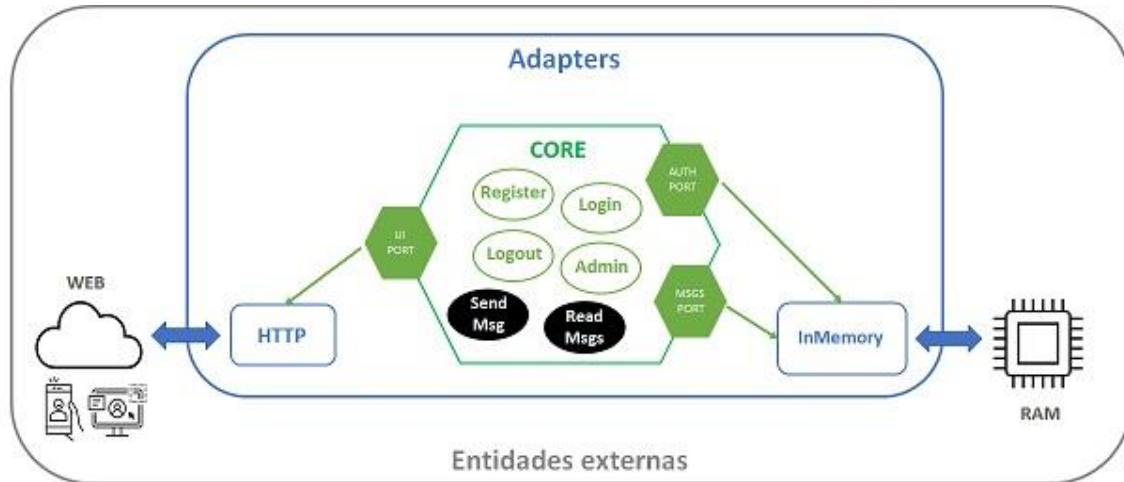 Adapters
CORE
AUTH
PORT
Register
Login
UI
PORT
Logout
Admin
WEB
Send
Msg
Read
Msgs
MSGS
PORT
HTTP
InMemory
RAM
Entidades externas